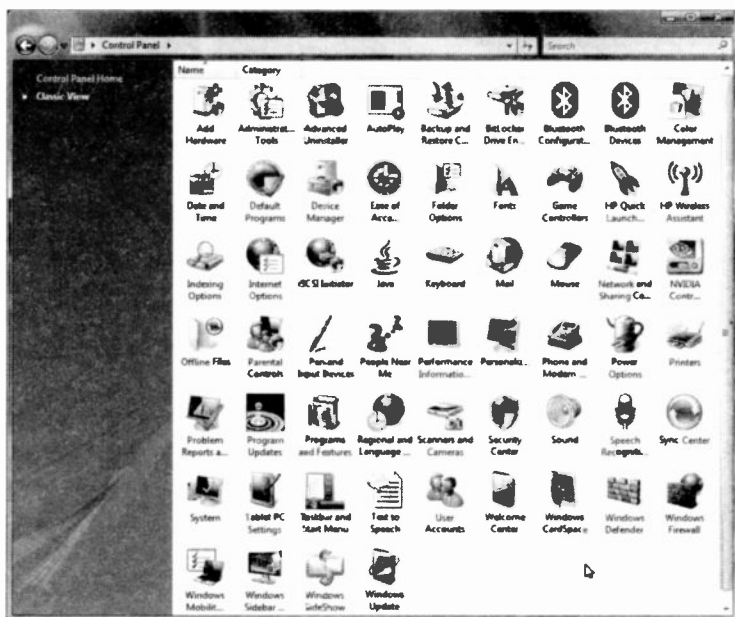 Control Panel
Search
Control Panel Home
Classic View
Name Category
Add Hardware
Administrat... Tools
Advanced Uninstaller
AutoPlay
Backup and Restore C...
BitLocker Drive En...
Bluetooth Configurat...
Bluetooth Devices
Color Management
Date and Time
Default Programs
Device Manager
Ease of Acce...
Folder Options
Fonts
Game Controllers
HP Quick Launch...
HP Wireless Assistant
Indexing Options
Internet Options
iSCSI Initiator
Java
Keyboard
Mail
Mouse
Network and Sharing Ce...
NVIDIA Contr...
Offline Files
Parental Controls
Pen and Input Devices
People Near Me
Performance Informatio...
Personaliz...
Phone and Modem ...
Power Options
Printers
Problem Reports a...
Program Updates
Programs and Features
Regional and Language ...
Scanners and Cameras
Security Center
Sound
Speech Recogniti...
Sync Center
System
Tablet PC Settings
Taskbar and Start Menu
Text to Speech
User Accounts
Welcome Center
Windows CardSpace
Windows Defender
Windows Firewall
Windows Mobilit...
Windows Sidebar ...
Windows SideShow
Windows Update